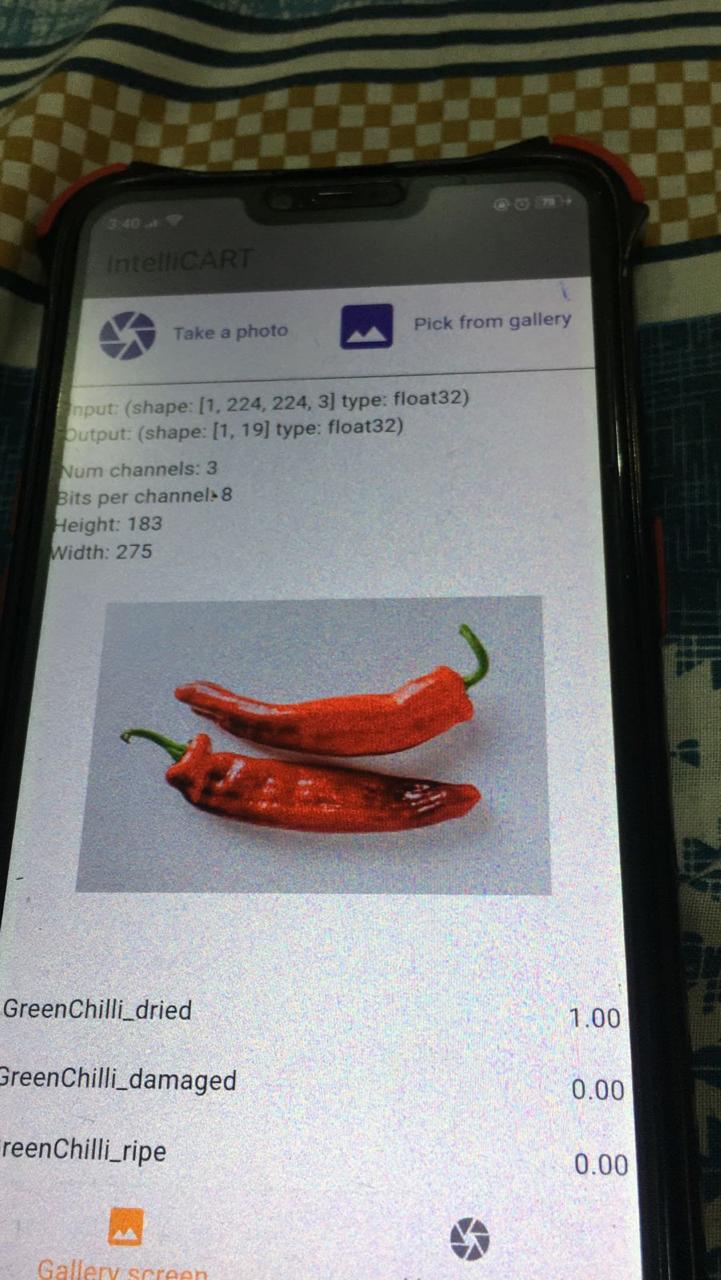 3:40
78
IntelliCART
Take a photo
Pick from gallery
Input: (shape: [1, 224, 224, 3] type: float32)
Output: (shape: [1, 19] type: float32)
Num channels: 3
Bits per channel: 8
Height: 183
Width: 275
GreenChilli_dried 1.00
GreenChilli_damaged 0.00
reenChilli_ripe 0.00
Gallery screen